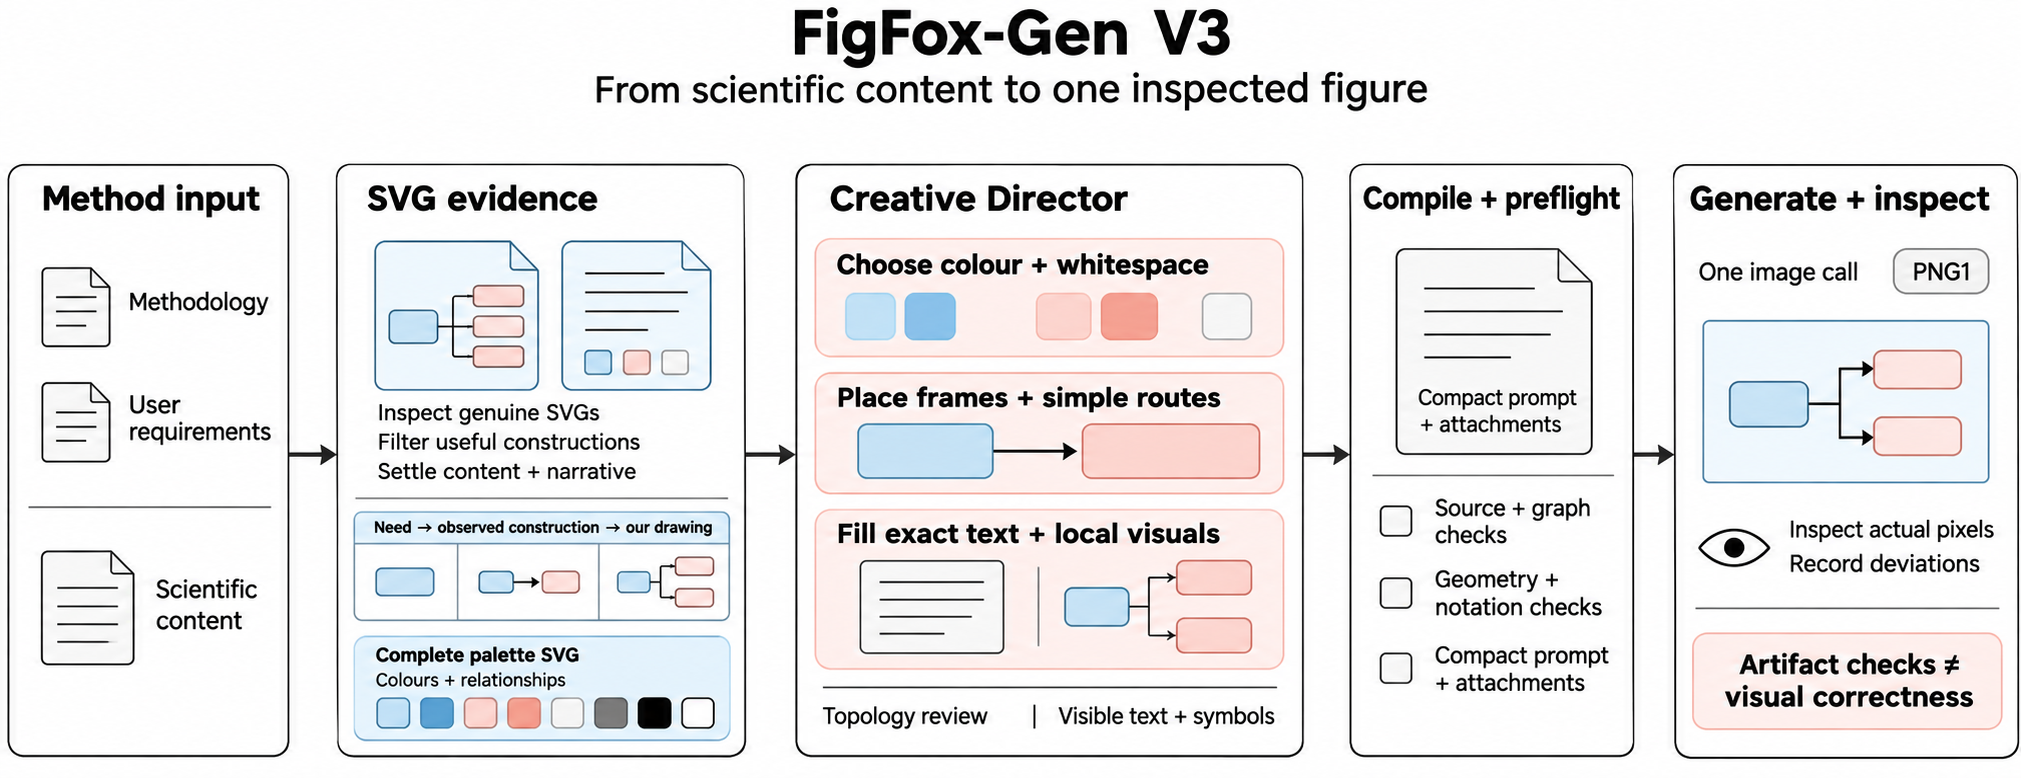 FigFox-Gen V3
From scientific content to one inspected figure
Method input
Methodology
User
requirements
Scientific
content
SVG evidence
Inspect genuine SVGs
Filter useful constructions
Settle content + narrative
Need → observed construction → our drawing
Complete palette SVG
Colours + relationships
Creative Director
Choose colour + whitespace
Place frames + simple routes
Fill exact text + local visuals
Topology review | Visible text + symbols
Compile + preflight
Compact prompt
+ attachments
Source + graph
checks
Geometry +
notation checks
Compact prompt
+ attachments
Generate + inspect
One image call PNG1
Inspect actual pixels
Record deviations
Artifact checks ≠
visual correctness